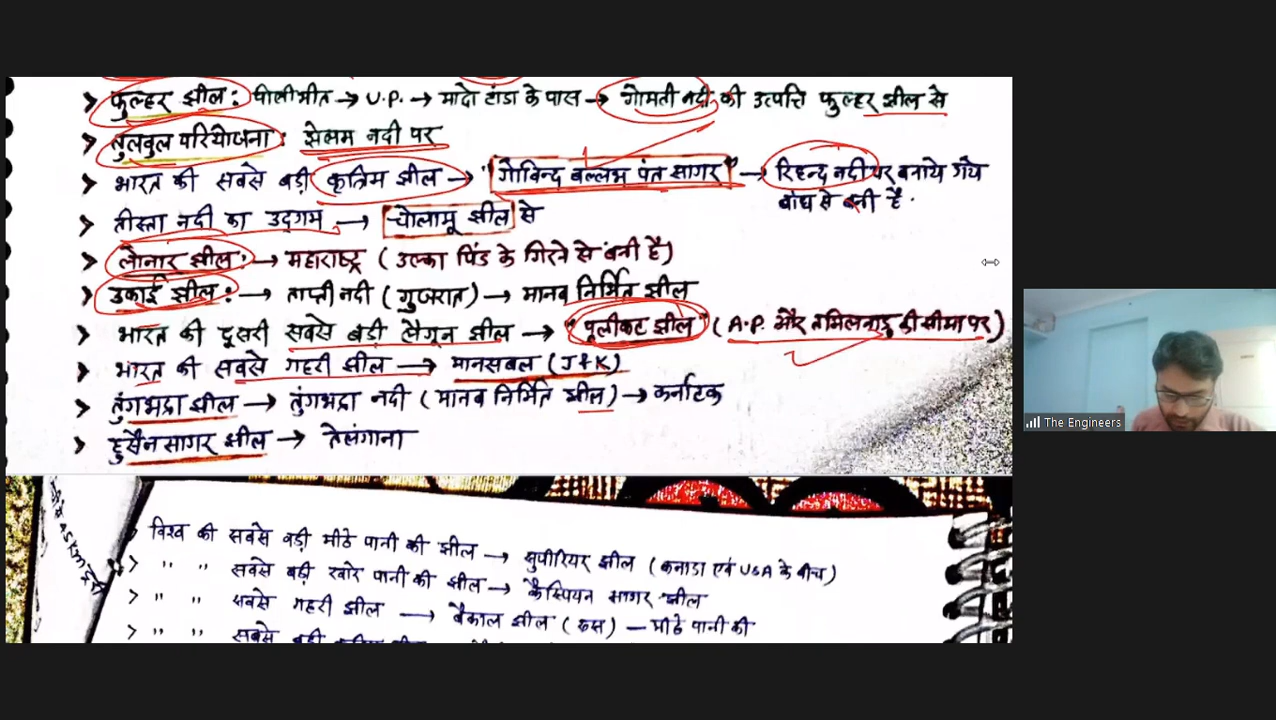 फुल्हर झील: पीलीभीत → U.P. → माधो टांडा के पास → गोमती नदी की उत्पत्ति फुल्हर झील से
तुलबुल परियोजना: झेलम नदी पर
भारत की सबसे बड़ी कृत्रिम झील → "गोविन्द बल्लभ पंत सागर" → रिहन्द नदी पर बनाये गये
बांध से बनी है.
तीस्ता नदी का उद्गम → चोलामू झील से
लोनार झील: → महाराष्ट्र (उल्का पिंड के गिरने से बनी है)
उकाई झील: → ताप्ती नदी (गुजरात) → मानव निर्मित झील
भारत की दूसरी सबसे बड़ी लैगून झील → "पूलीकट झील" (A.P. और तमिलनाडु की सीमा पर)
भारत की सबसे गहरी झील → मानसबल (J&K)
तुंगभद्रा झील → तुंगभद्रा नदी (मानव निर्मित झील) → कर्नाटक
हुसैन सागर झील → तेलंगाना
विश्व की सबसे बड़ी मीठे पानी की झील → सुपीरियर झील (कनाडा एवं USA के बीच)
" " सबसे बड़ी खारे पानी की झील → कैस्पियन सागर झील
" " सबसे गहरी झील → बैकाल झील (रूस) – मीठे पानी की
" " सबसे बड़ी
The Engineers